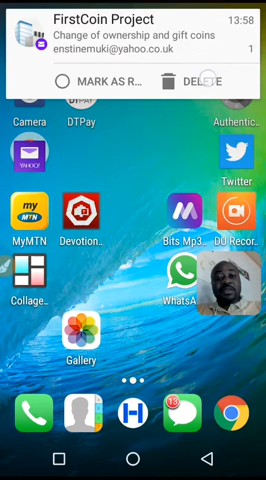 FirstCoin Project 13:58
Change of ownership and gift coins
enstinemuki@yahoo.co.uk 1
MARK AS R... DELETE
Camera DTPay Authentic..
YAHOO!
Twitter
my
MTN
MyMTN Devotion.. Bits Mp3.. DU Recor..
Collage.. WhatsA
Gallery
H
13